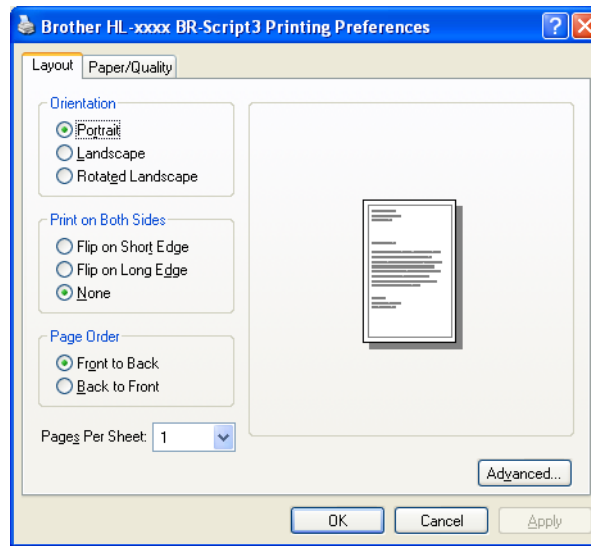 Brother HL-xxxx BR-Script3 Printing Preferences
Layout Paper/Quality
Orientation
Portrait
Landscape
Rotated Landscape
Print on Both Sides
Flip on Short Edge
Flip on Long Edge
None
Page Order
Front to Back
Back to Front
Pages Per Sheet: 1
Advanced...
OK Cancel Apply